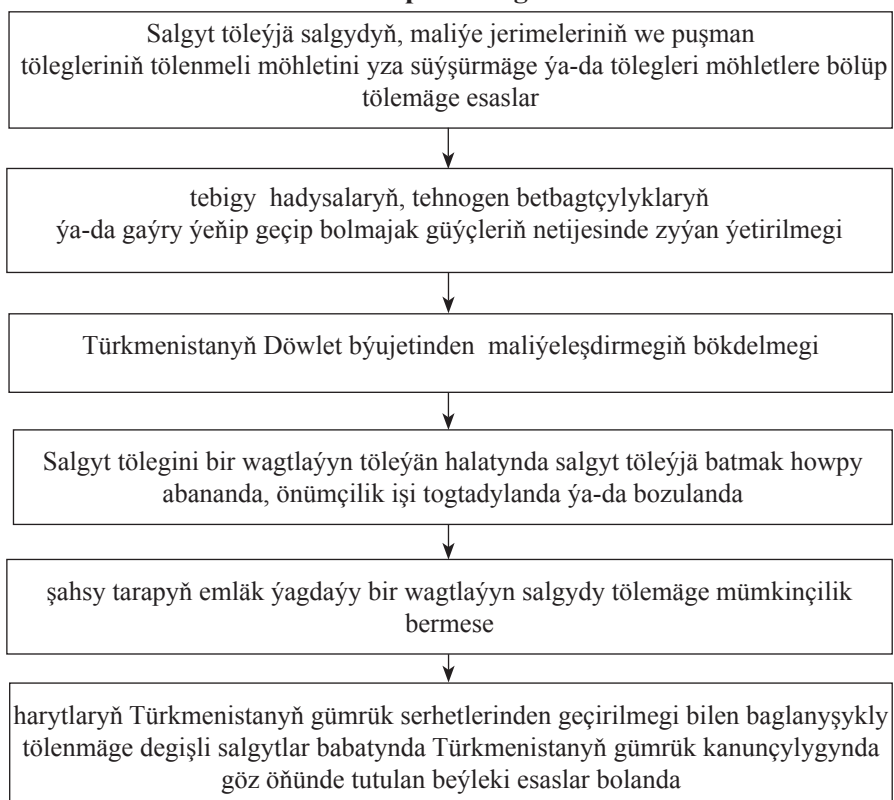 Salgyt töleýjä salgydyň, maliýe jerimeleriniň we puşman
tölegleriniň tölenmeli möhletini yza süýşürmäge ýa-da tölegleri möhletlere bölüp
tölemäge esaslar
tebigy hadysalaryň, tehnogen betbagtçylyklaryň
ýa-da gaýry ýeňip geçip bolmajak güýçleriň netijesinde zyýan ýetirilmegi
Türkmenistanyň Döwlet býujetinden maliýeleşdirmegiň bökdelmegi
Salgyt tölegini bir wagtlaýyn töleýän halatynda salgyt töleýjä batmak howpy
abananda, önümçilik işi togtadylanda ýa-da bozulanda
şahsy tarapyň emläk ýagdaýy bir wagtlaýyn salgydy tölemäge mümkinçilik
bermese
harytlaryň Türkmenistanyň gümrük serhetlerinden geçirilmegi bilen baglanyşykly
tölenmäge degişli salgytlar babatynda Türkmenistanyň gümrük kanunçylygynda
göz öňünde tutulan beýleki esaslar bolanda